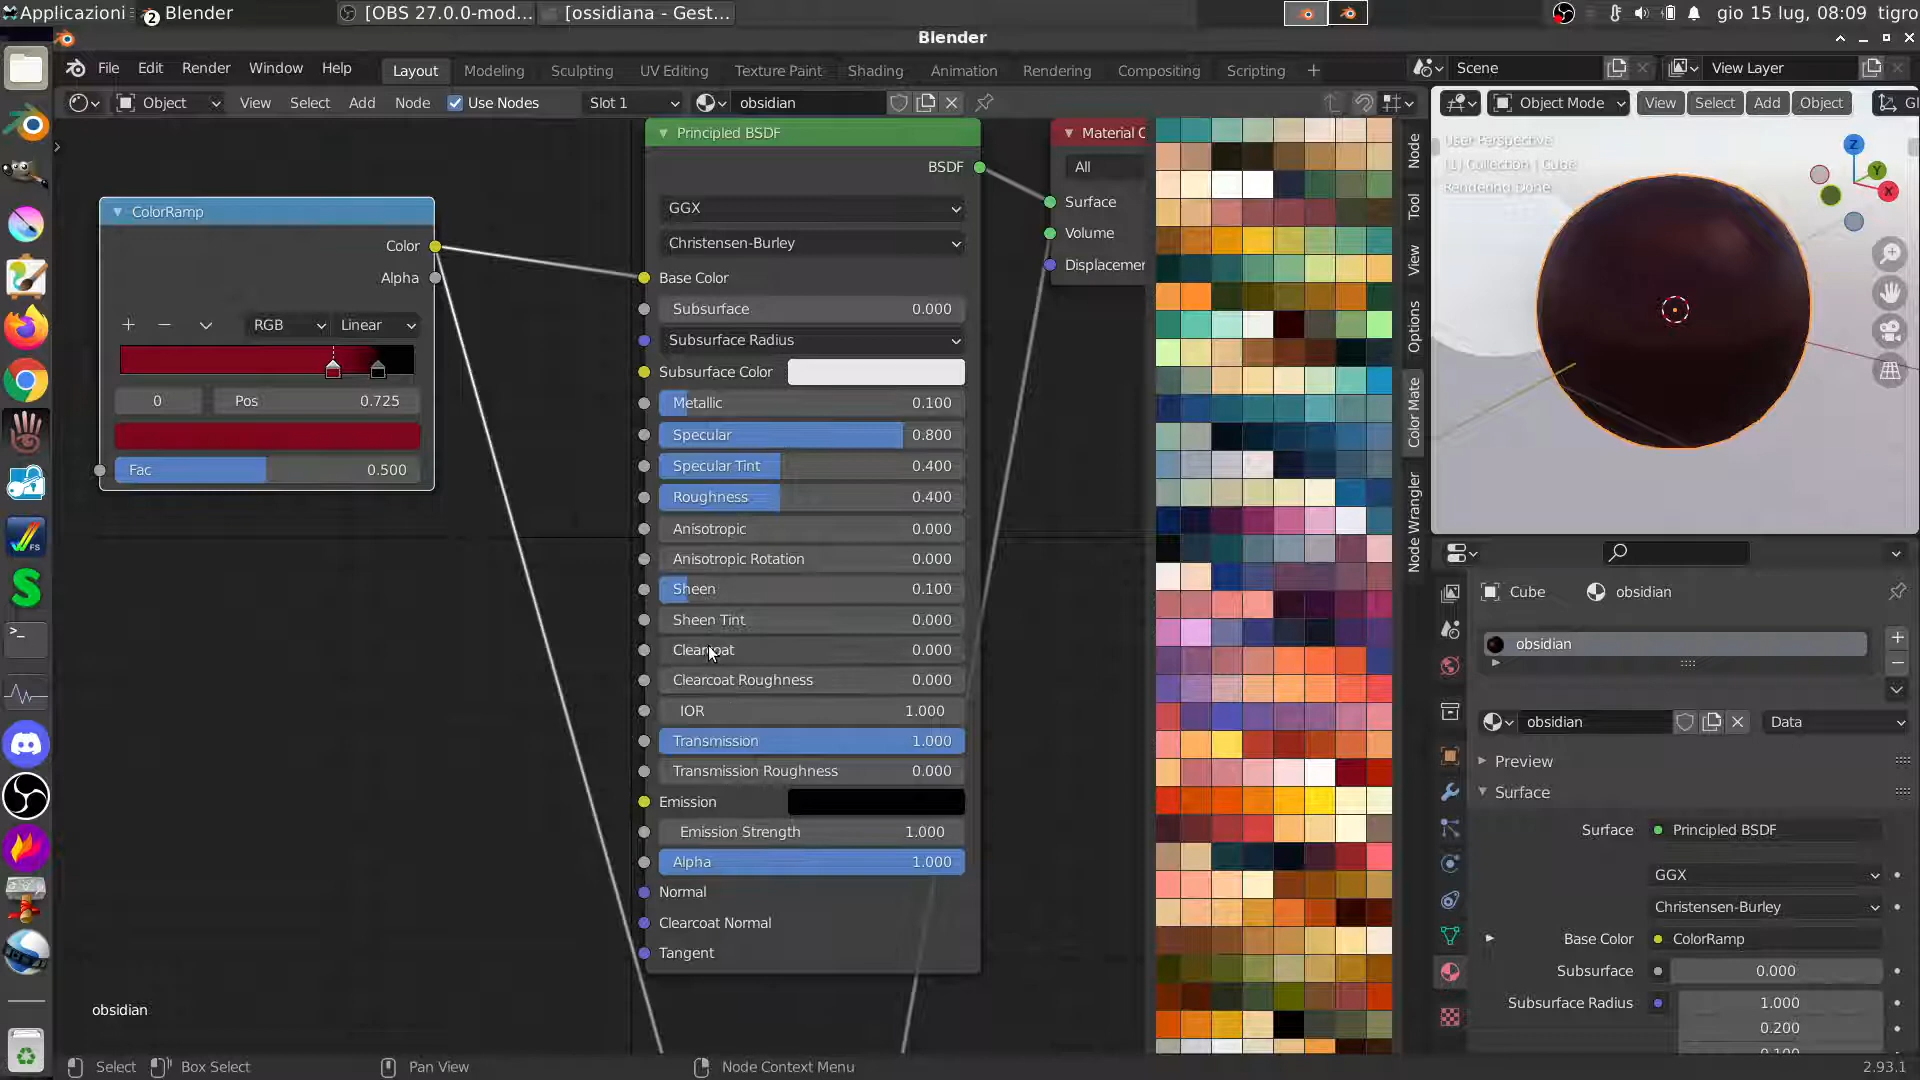 Applicazioni
2
Blender
[OBS 27.0.0-mod...
[ossidiana - Gest...
gio 15 lug, 08:09
tigro
Blender
File
Edit
Render
Window
Help
Layout
Modeling
Sculpting
UV Editing
Texture Paint
Shading
Animation
Rendering
Compositing
Scripting
+
Scene
View Layer
Object
View
Select
Add
Node
Use Nodes
Slot 1
obsidian
Object Mode
View
Select
Add
Object
Gl
User Perspective
(1) Collection | Cube
Rendering Done
Z
Y
X
ColorRamp
Color
Alpha
+
−
RGB
Linear
0
Pos
0.725
Fac
0.500
Principled BSDF
BSDF
GGX
Christensen-Burley
Base Color
Subsurface
0.000
Subsurface Radius
Subsurface Color
Metallic
0.100
Specular
0.800
Specular Tint
0.400
Roughness
0.400
Anisotropic
0.000
Anisotropic Rotation
0.000
Sheen
0.100
Sheen Tint
0.000
Clearcoat
0.000
Clearcoat Roughness
0.000
IOR
1.000
Transmission
1.000
Transmission Roughness
0.000
Emission
Emission Strength
1.000
Alpha
1.000
Normal
Clearcoat Normal
Tangent
Material O
All
Surface
Volume
Displacemen
Node
Tool
View
Options
Color Mate
Node Wrangler
Cube
obsidian
obsidian
+
−
obsidian
Data
Preview
Surface
Surface
Principled BSDF
GGX
Christensen-Burley
Base Color
ColorRamp
Subsurface
0.000
Subsurface Radius
1.000
0.200
0.100
obsidian
Select
Box Select
Pan View
Node Context Menu
2.93.1